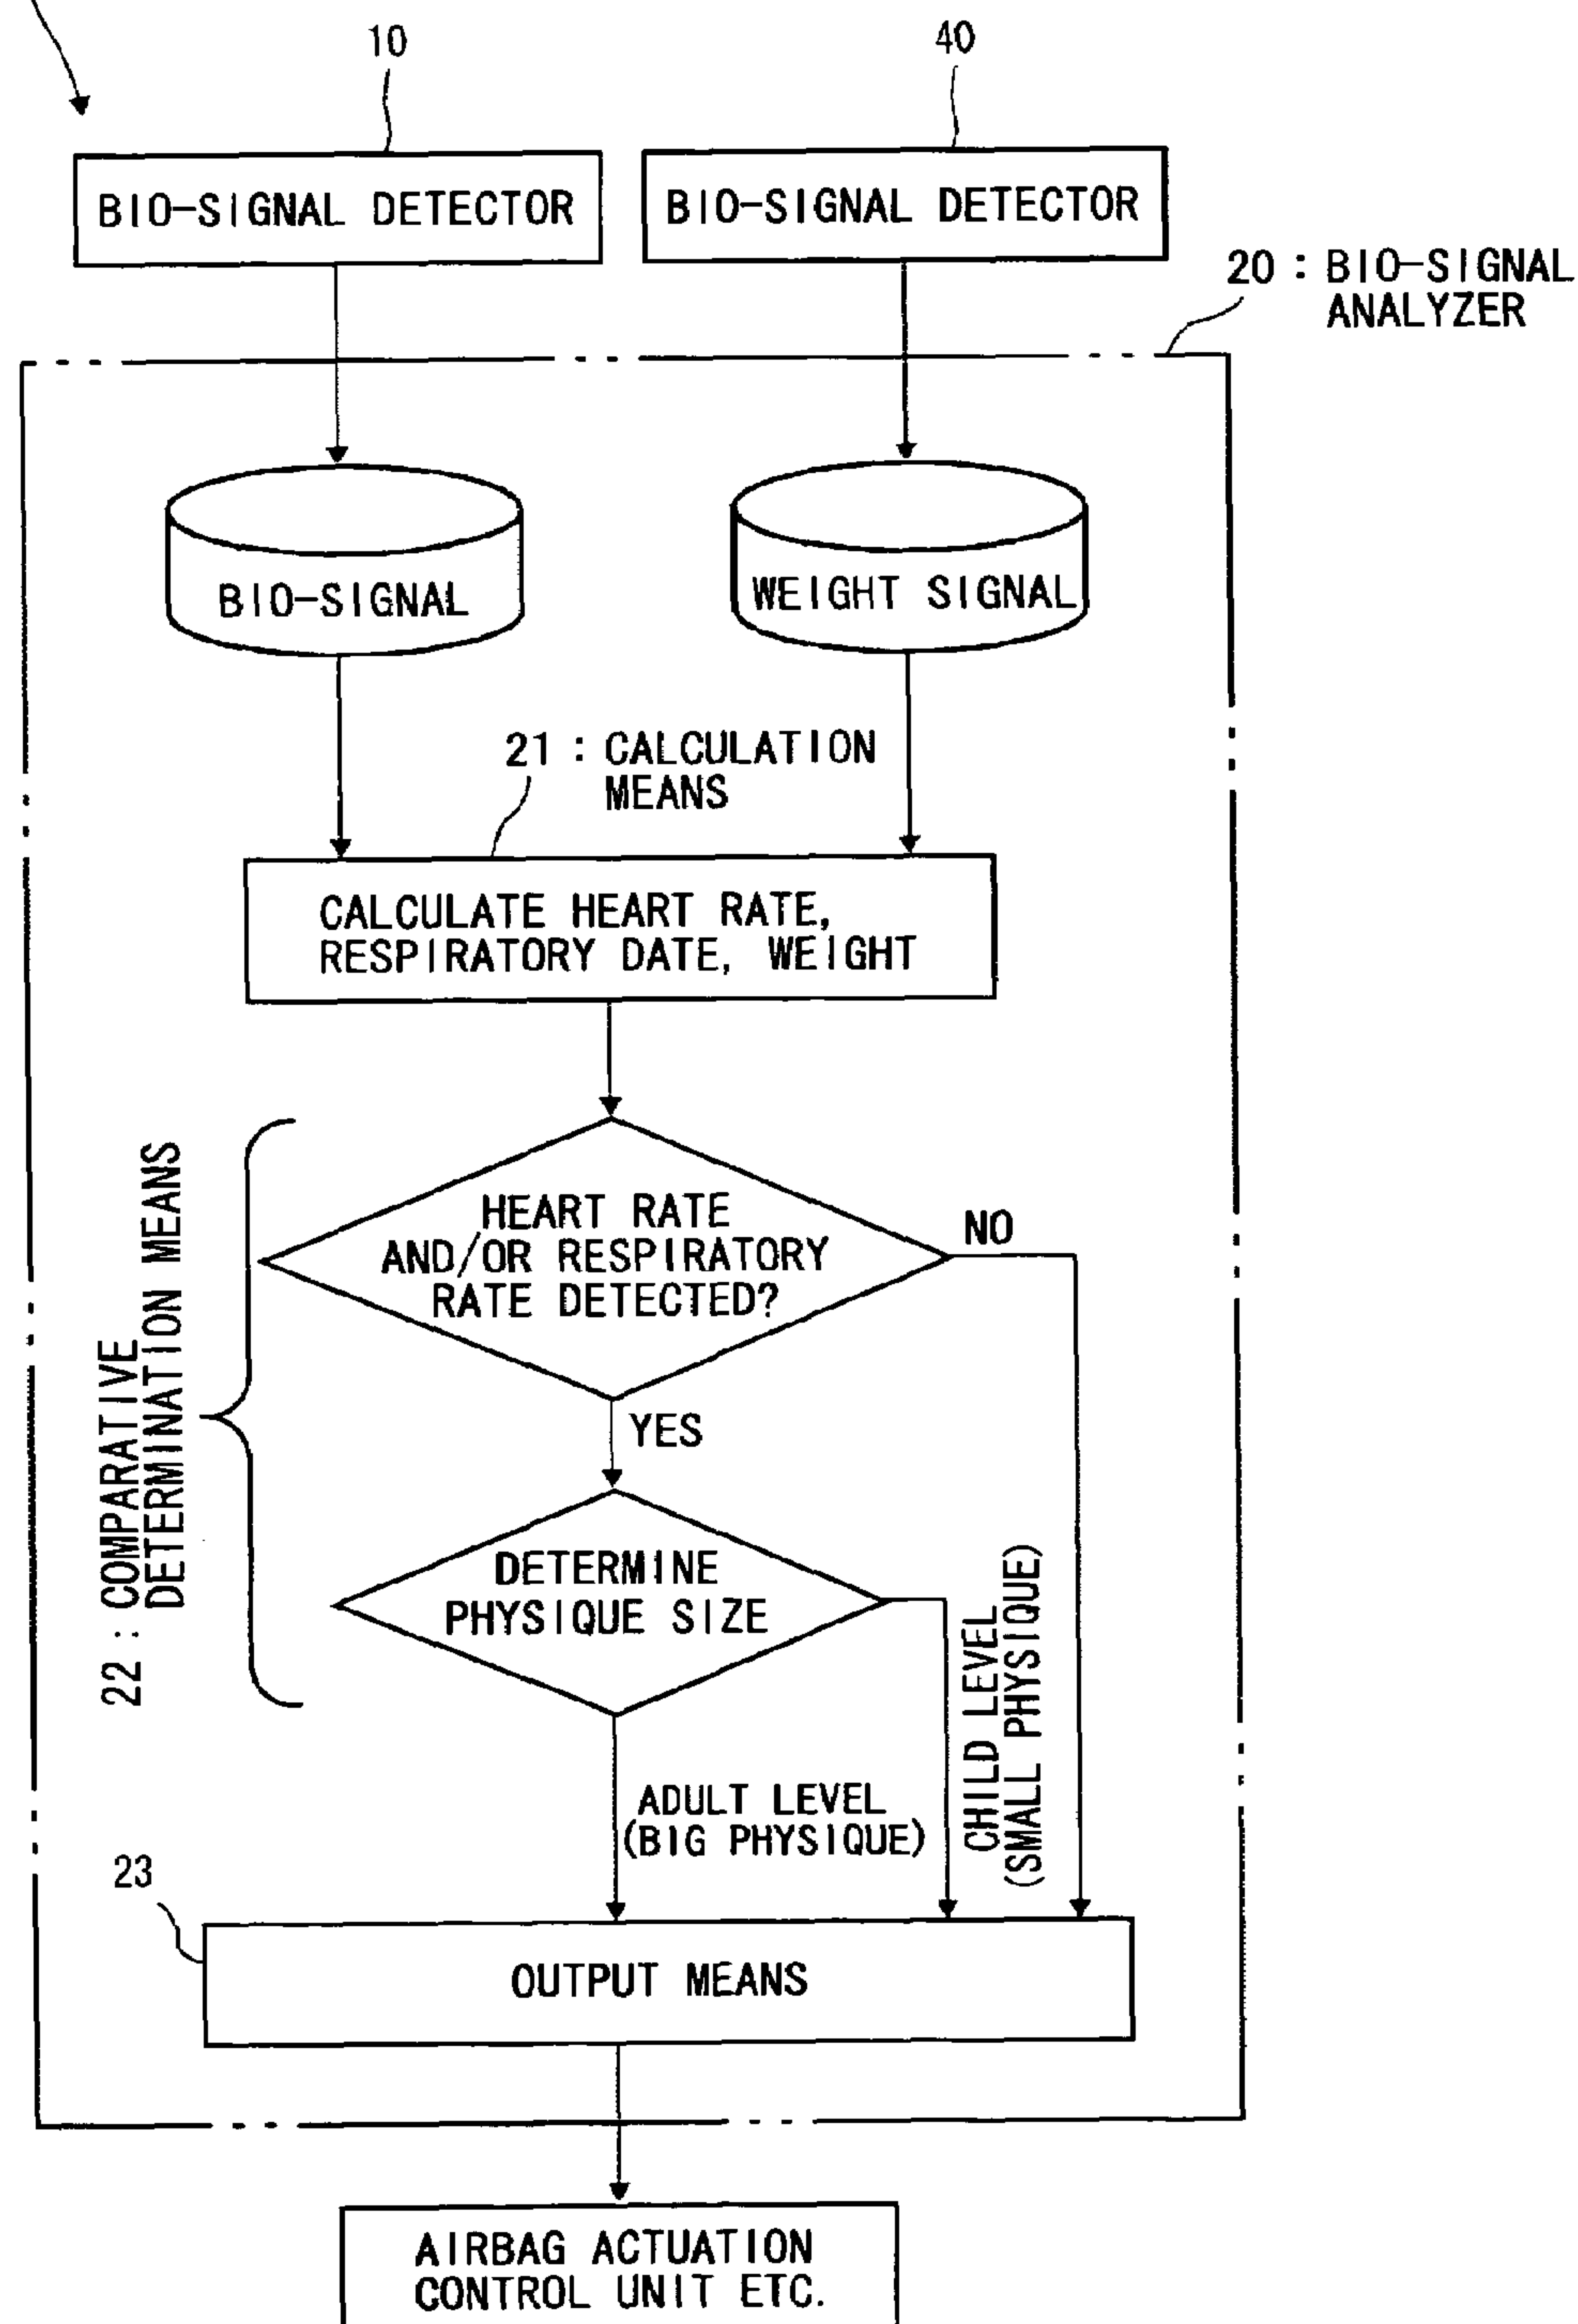 10
40
BIO-SIGNAL DETECTOR
BIO-SIGNAL DETECTOR
20 : BIO-SIGNAL
ANALYZER
BIO-SIGNAL
WEIGHT SIGNAL
21 : CALCULATION
MEANS
CALCULATE HEART RATE,
RESPIRATORY DATE, WEIGHT
22 : COMPARATIVE
DETERMINATION MEANS
HEART RATE
AND/OR RESPIRATORY
RATE DETECTED?
NO
YES
DETERMINE
PHYSIQUE SIZE
CHILD LEVEL
(SMALL PHYSIQUE)
ADULT LEVEL
(BIG PHYSIQUE)
23
OUTPUT MEANS
AIRBAG ACTUATION
CONTROL UNIT ETC.